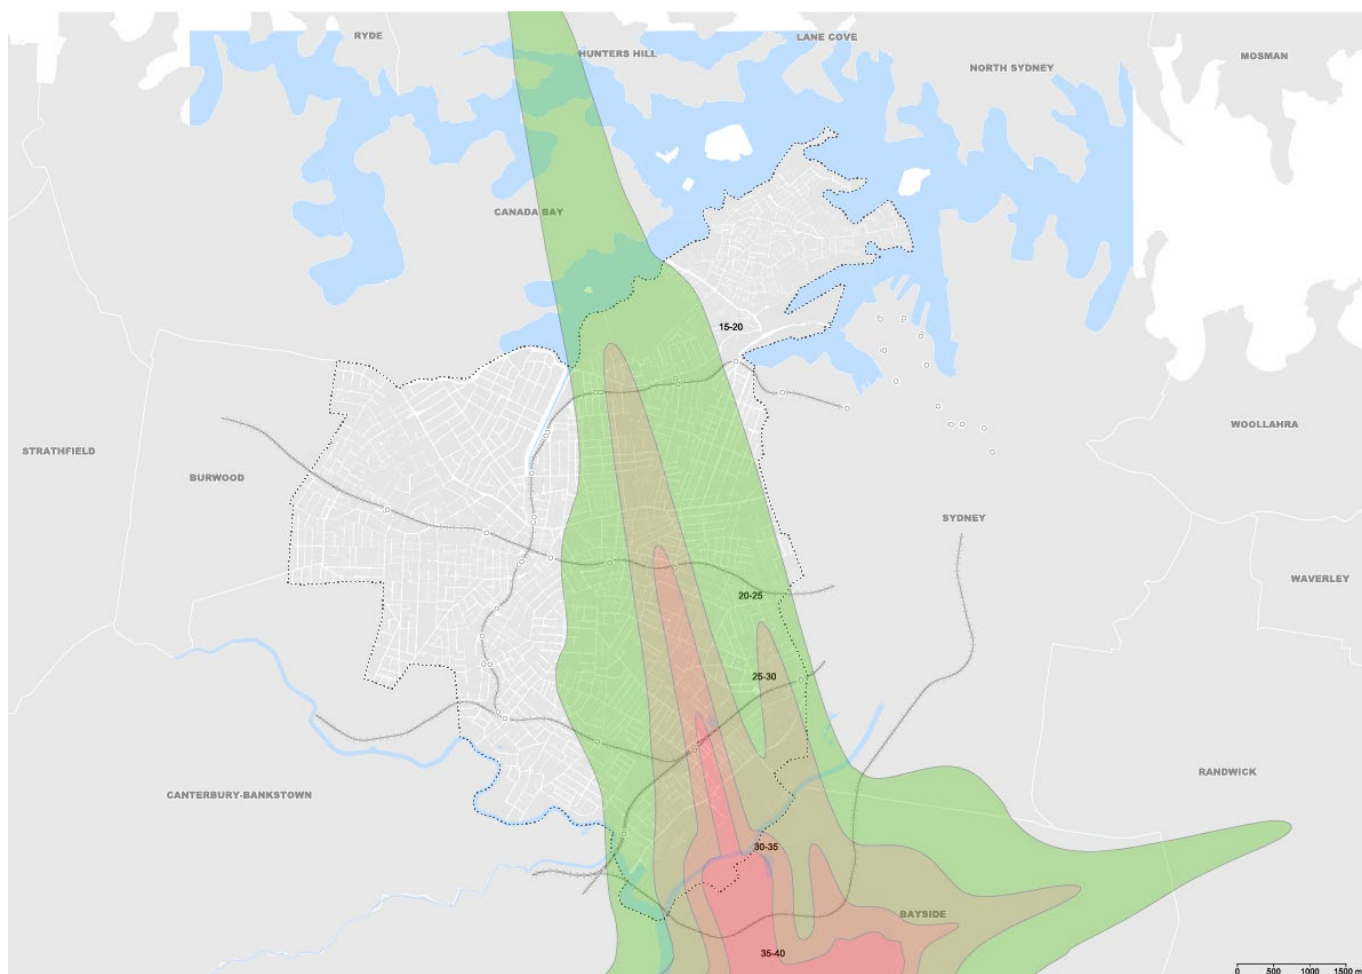 RYDE
LANE COVE
HUNTERS HILL
MOSMAN
NORTH SYDNEY
CANADA BAY
15-20
WOOLLAHRA
STRATHFIELD
BURWOOD
SYDNEY
WAVERLEY
20-25
25-30
RANDWICK
CANTERBURY-BANKSTOWN
30-35
BAYSIDE
35-40
0 500 1000 1500 m